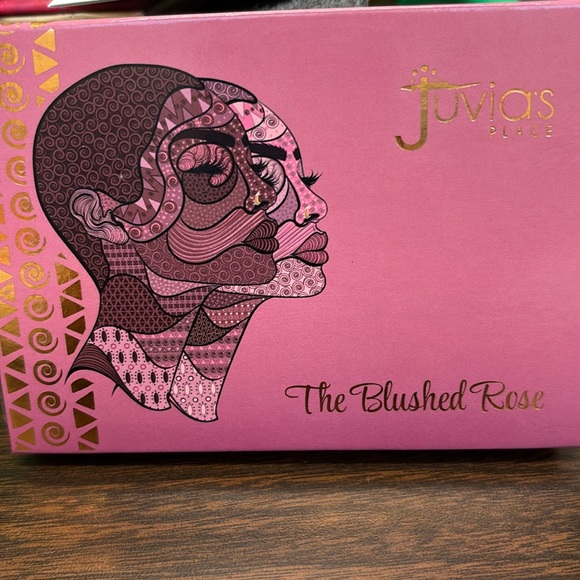 Juvia's
PLACE
The Blushed Rose